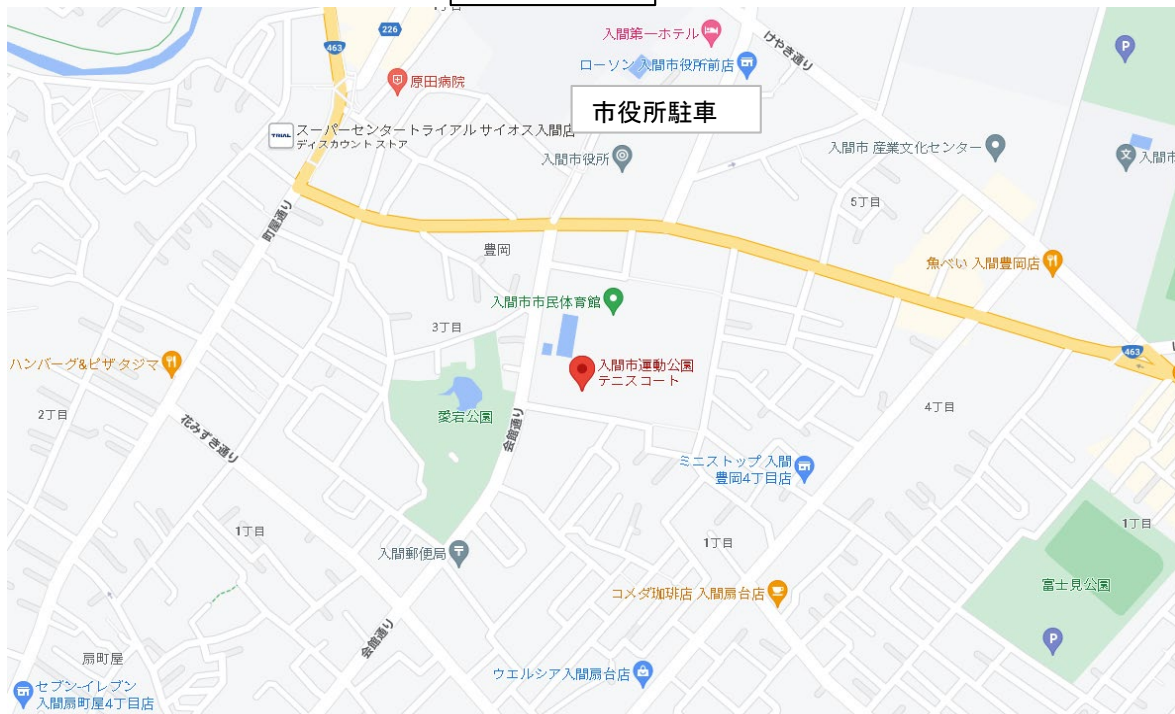 1丁目
226
入間第一ホテル
けやき通り
463
ローソン 入間市役所前店
P
原田病院
市役所駐車
TRIAL
スーパーセンタートライアル サイオス入間店
ディスカウント ストア
入間市役所
入間市 産業文化センター
文
入間市
5丁目
町屋通り
豊岡
魚べい 入間豊岡店
入間市市民体育館
3丁目
463
ハンバーグ&ピザ タジマ
入間市運動公園
テニスコート
2丁目
愛宕公園
会館通り
4丁目
花みずき通り
ミニストップ 入間
豊岡4丁目店
1丁目
1丁目
入間郵便局
1丁目
コメダ珈琲店 入間扇台店
富士見公園
会館通り
P
扇町屋
ウエルシア入間扇台店
セブン-イレブン
入間扇町屋4丁目店